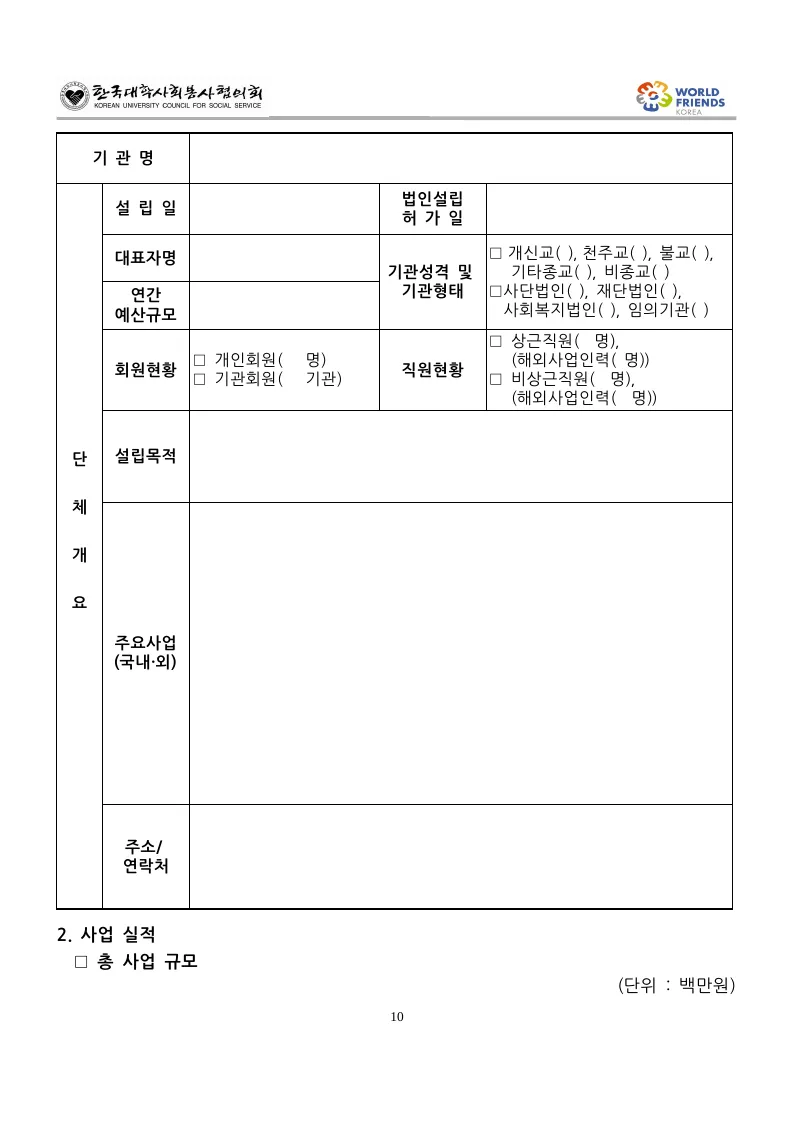 한국대학사회봉사협의회
KOREAN UNIVERSITY COUNCIL FOR SOCIAL SERVICE
WORLD
FRIENDS
KOREA
기 관 명
단
체
개
요
설 립 일
법인설립
허 가 일
대표자명
연간
예산규모
기관성격 및
기관형태
□ 개신교( ), 천주교( ), 불교( ),
기타종교( ), 비종교( )
□사단법인( ), 재단법인( ),
사회복지법인( ), 임의기관( )
회원현황
□ 개인회원( 명)
□ 기관회원( 기관)
직원현황
□ 상근직원( 명),
(해외사업인력( 명))
□ 비상근직원( 명),
(해외사업인력( 명))
설립목적
주요사업
(국내·외)
주소/
연락처
2. 사업 실적
□ 총 사업 규모
(단위 : 백만원)
10